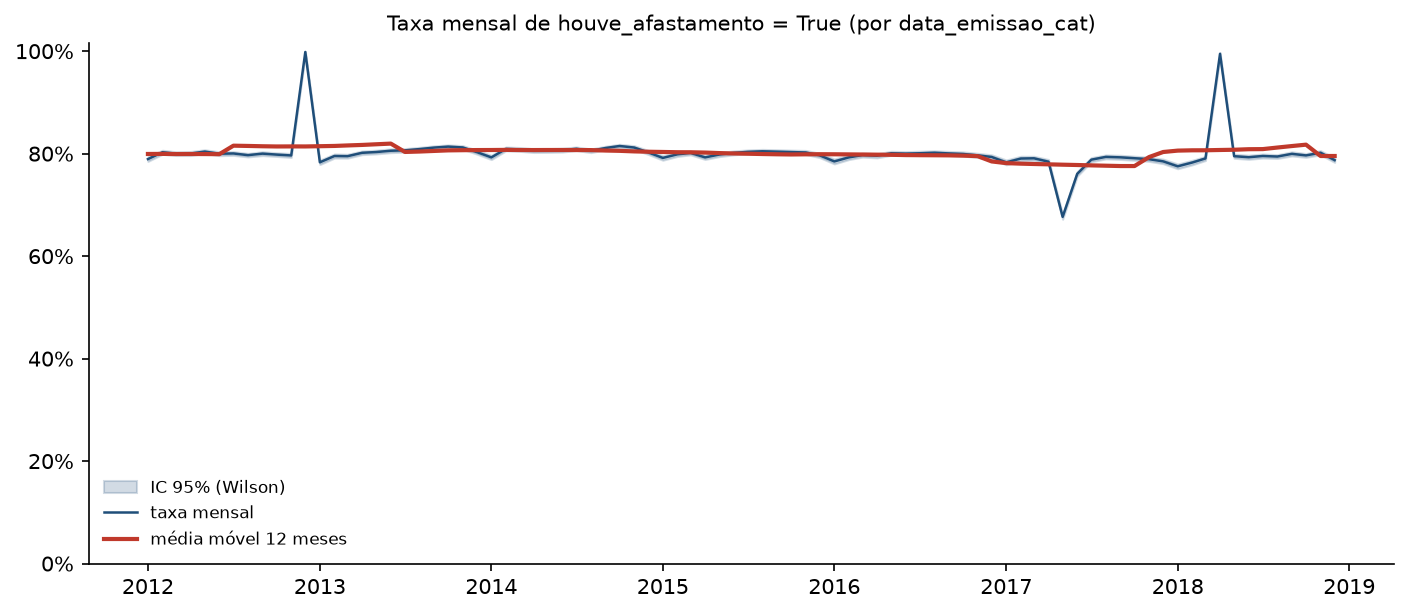 Taxa mensal de houve_afastamento = True (por data_emissao_cat)
100%
80%
60%
40%
20%
0%
IC 95% (Wilson)
taxa mensal
média móvel 12 meses
2012 2013 2014 2015 2016 2017 2018 2019